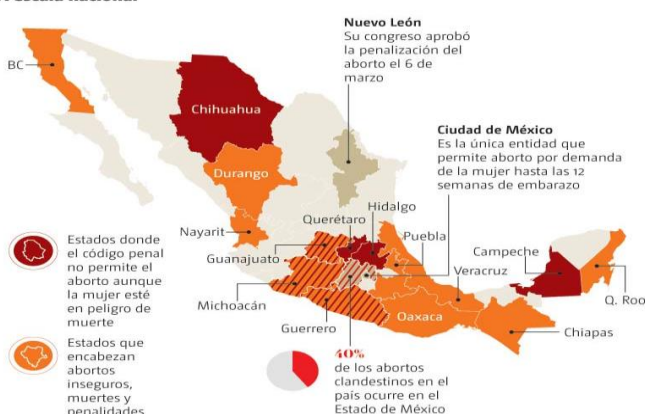 Nuevo León
Su congreso aprobó
la penalización del
aborto el 6 de
marzo
BC
Chihuahua
Ciudad de México
Es la única entidad que
permite aborto por demanda
de la mujer hasta las 12
semanas de embarazo
Durango
Querétaro
Hidalgo
Nayarit
Puebla
Guanajuato
Campeche
Veracruz
Michoacán
Q. Roo
Guerrero
Oaxaca
Chiapas
Estados donde
el código penal
no permite el
aborto aunque
la mujer esté
en peligro de
muerte
Estados que
encabezan
abortos
inseguros,
muertes y
penalidades
40%
de los abortos
clandestinos en el
país ocurre en el
Estado de México